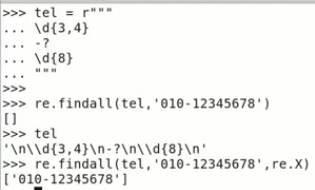 >>> tel = r"""
... \d{3,4}
... -?
... \d{8}
... """
>>>
>>> re.findall(tel,'010-12345678')
[]
>>> tel
'\n\\d{3,4}\n-?\n\\d{8}\n'
>>> re.findall(tel,'010-12345678',re.X)
['010-12345678']